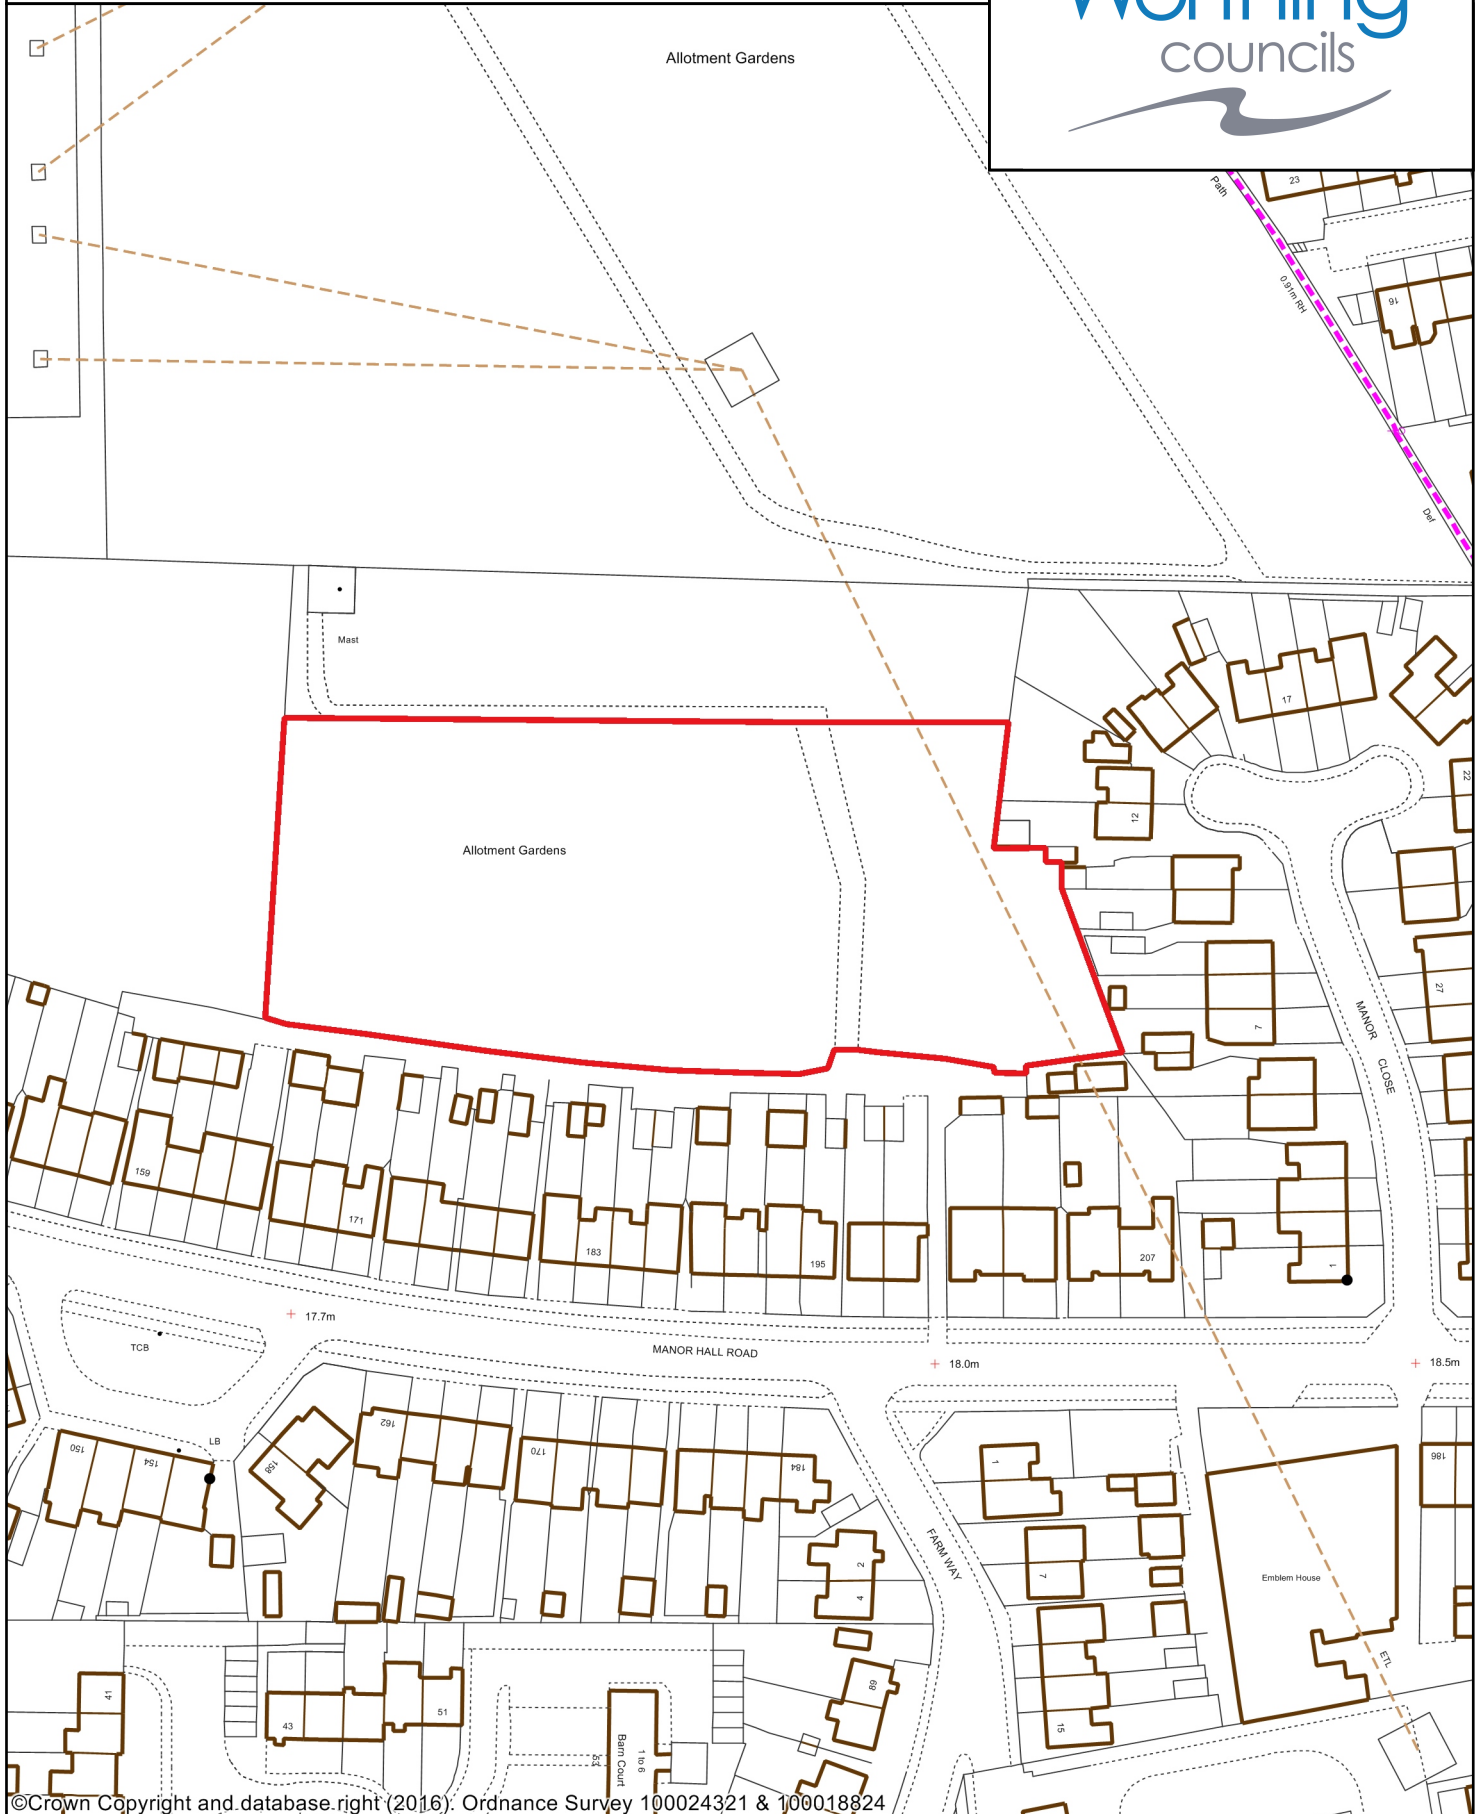 Worthing
councils
Allotment Gardens
Path
23
0.91m RH
16
Def
Mast
17
12
22
Allotment Gardens
27
7
MANOR CLOSE
159
171
183
195
207
1
17.7m
TCB
MANOR HALL ROAD
18.0m
18.5m
LB
150
154
158
162
170
184
186
1
FARM WAY
2
4
7
Emblem House
ETL
15
41
43
51
53
Barn Court
1 to 6
89
©Crown Copyright and database right (2016). Ordnance Survey 100024321 & 100018824